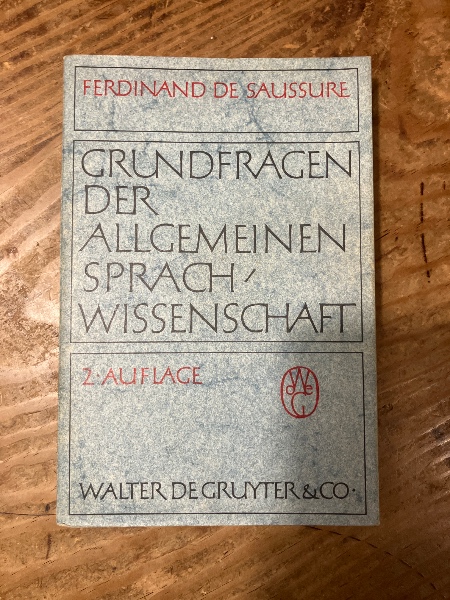 FERDINAND DE SAUSSURE
GRUNDFRAGEN
DER
ALLGEMEINEN
SPRACH/
WISSENSCHAFT
2·AUFLAGE
W
d e
G
WALTER DE GRUYTER & CO·